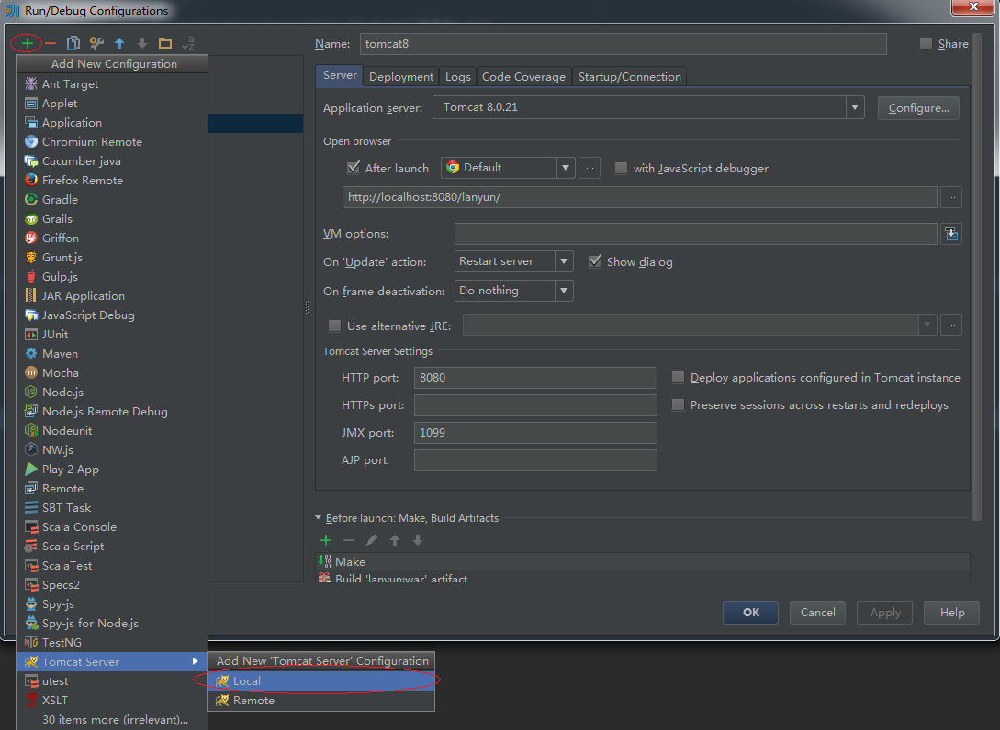 Run/Debug Configurations
Add New Configuration
Ant Target
Applet
Application
Chromium Remote
Cucumber java
Firefox Remote
Gradle
Grails
Griffon
Grunt.js
Gulp.js
JAR Application
JavaScript Debug
JUnit
Maven
Mocha
Node.js
Node.js Remote Debug
Nodeunit
NW.js
Play 2 App
Remote
SBT Task
Scala Console
Scala Script
ScalaTest
Specs2
Spy-js
Spy-js for Node.js
TestNG
Tomcat Server
utest
XSLT
30 items more (irrelevant)...
Add New 'Tomcat Server' Configuration
Local
Remote
Name: tomcat8 Share
Server Deployment Logs Code Coverage Startup/Connection
Application server: Tomcat 8.0.21 Configure...
Open browser
After launch Default ... with JavaScript debugger
http://localhost:8080/lanyun/ ...
VM options:
On 'Update' action: Restart server Show dialog
On frame deactivation: Do nothing
Use alternative JRE: ...
Tomcat Server Settings
HTTP port: 8080 Deploy applications configured in Tomcat instance
HTTPs port: Preserve sessions across restarts and redeploys
JMX port: 1099
AJP port:
Before launch: Make, Build Artifacts
Make
Build 'lanyun:war' artifact
OK Cancel Apply Help